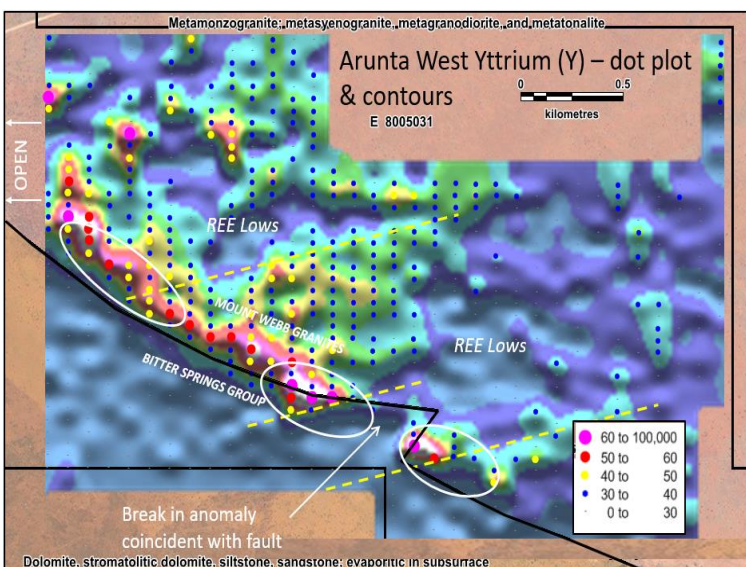 Metamonzogranite; metasyenogranite, metagranodiorite, and metatonalite
Arunta West Yttrium (Y) – dot plot
& contours
0 0.5
kilometres
E 8005031
OPEN
REE Lows
MOUNT WEBB GRANITES
REE Lows
BITTER SPRINGS GROUP
60 to 100,000
50 to 60
40 to 50
30 to 40
0 to 30
Break in anomaly
coincident with fault
Dolomite, stromatolitic dolomite, siltstone, sangstone; evaporitic in subsurface